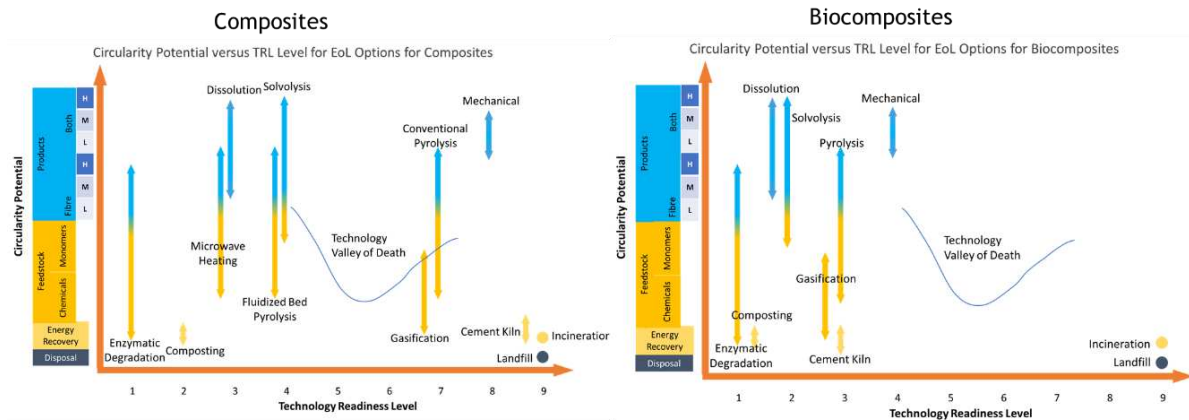 Composites
Circularity Potential versus TRL Level for EoL Options for Composites
Circularity Potential
Products
Both
Fibre
H
M
L
H
M
L
Feedstock
Monomers
Chemicals
Energy
Recovery
Disposal
Dissolution
Solvolysis
Mechanical
Conventional
Pyrolysis
Microwave
Heating
Technology
Valley of Death
Fluidized Bed
Pyrolysis
Enzymatic
Degradation
Composting
Gasification
Cement Kiln
Incineration
Landfill
1 2 3 4 5 6 7 8 9
Technology Readiness Level
Biocomposites
Circularity Potential versus TRL Level for EoL Options for Biocomposites
Circularity Potential
Products
Both
Fibre
H
M
L
H
M
L
Feedstock
Monomers
Chemicals
Energy
Recovery
Disposal
Dissolution
Solvolysis
Mechanical
Pyrolysis
Technology
Valley of Death
Gasification
Composting
Enzymatic
Degradation
Cement Kiln
Incineration
Landfill
1 2 3 4 5 6 7 8 9
Technology Readiness Level